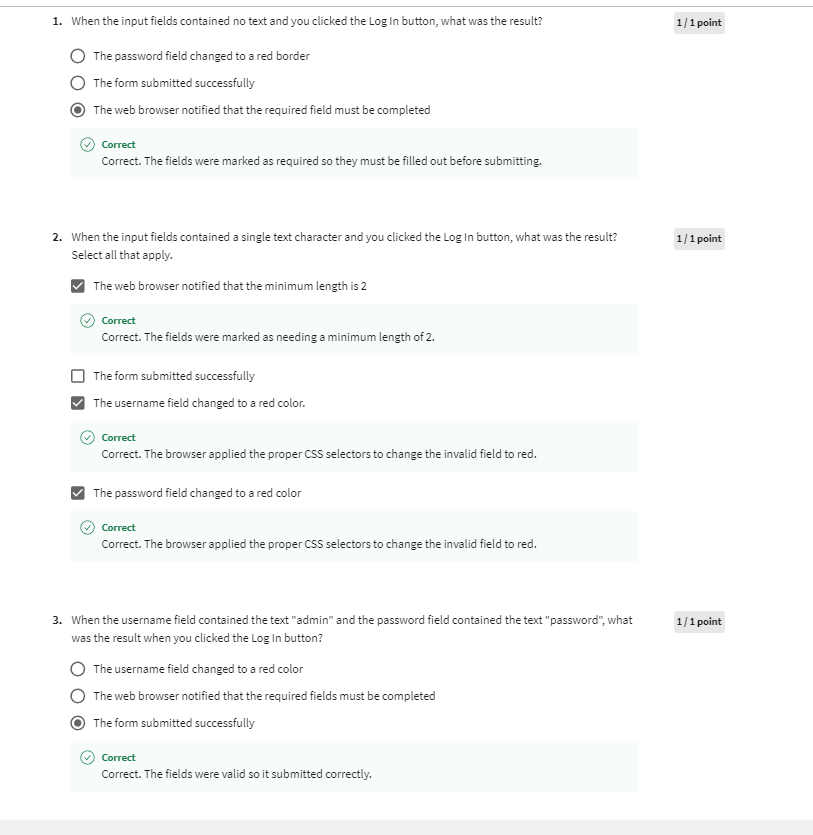 1. When the input fields contained no text and you clicked the Log In button, what was the result?
1 / 1 point
The password field changed to a red border
The form submitted successfully
The web browser notified that the required field must be completed
Correct
Correct. The fields were marked as required so they must be filled out before submitting.
2. When the input fields contained a single text character and you clicked the Log In button, what was the result?
1 / 1 point
Select all that apply.
The web browser notified that the minimum length is 2
Correct
Correct. The fields were marked as needing a minimum length of 2.
The form submitted successfully
The username field changed to a red color.
Correct
Correct. The browser applied the proper CSS selectors to change the invalid field to red.
The password field changed to a red color
Correct
Correct. The browser applied the proper CSS selectors to change the invalid field to red.
3. When the username field contained the text "admin" and the password field contained the text "password", what
1 / 1 point
was the result when you clicked the Log In button?
The username field changed to a red color
The web browser notified that the required fields must be completed
The form submitted successfully
Correct
Correct. The fields were valid so it submitted correctly.